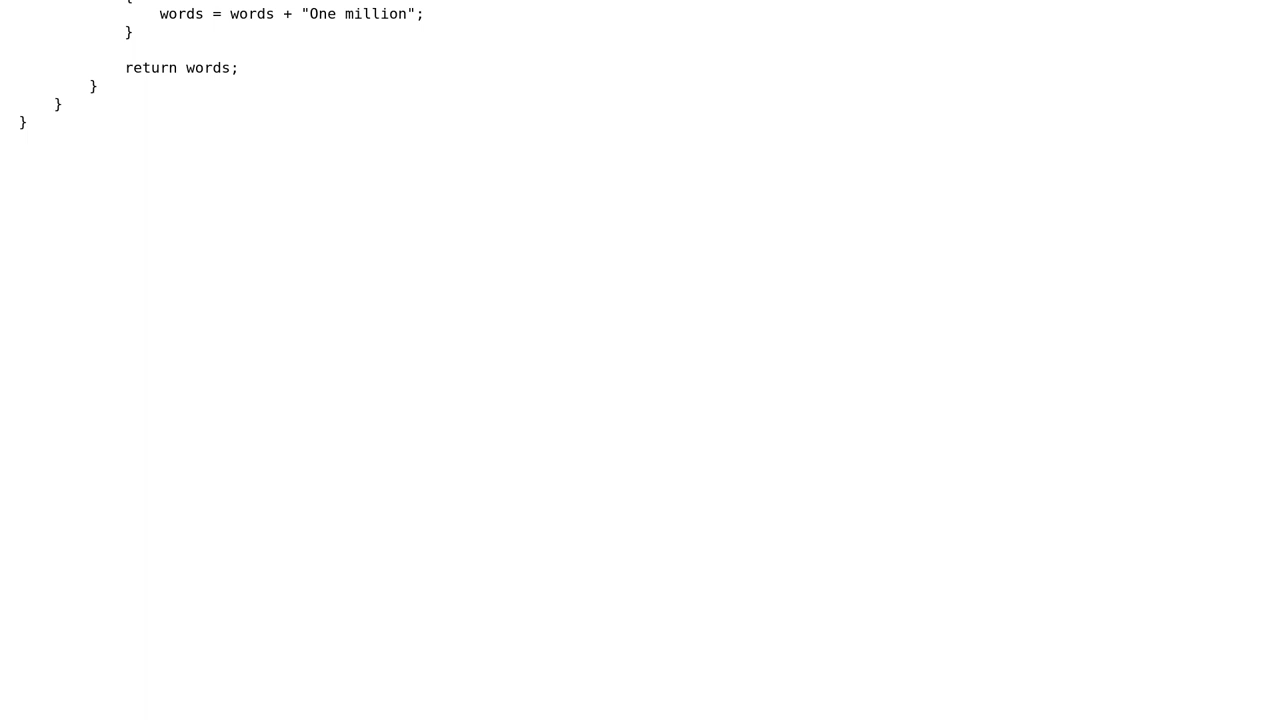 {
words = words + "One million";
}
return words;
}
}
}